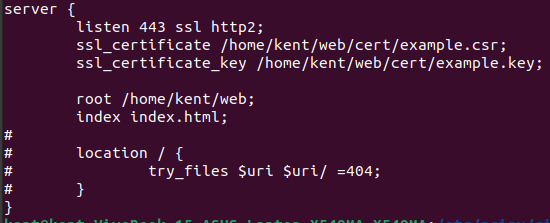 server {
        listen 443 ssl http2;
        ssl_certificate /home/kent/web/cert/example.csr;
        ssl_certificate_key /home/kent/web/cert/example.key;

        root /home/kent/web;
        index index.html;
#
#       location / {
#               try_files $uri $uri/ =404;
#       }
}